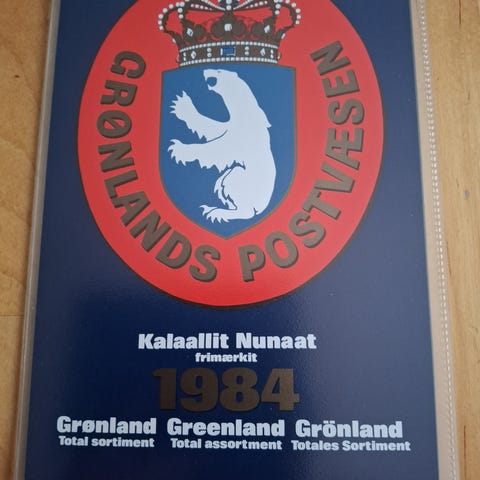 GRØNLANDS POSTVÆSEN
Kalaallit Nunaat
frimærkit
1984
Grønland Greenland Grönland
Total sortiment Total assortment Totales Sortiment